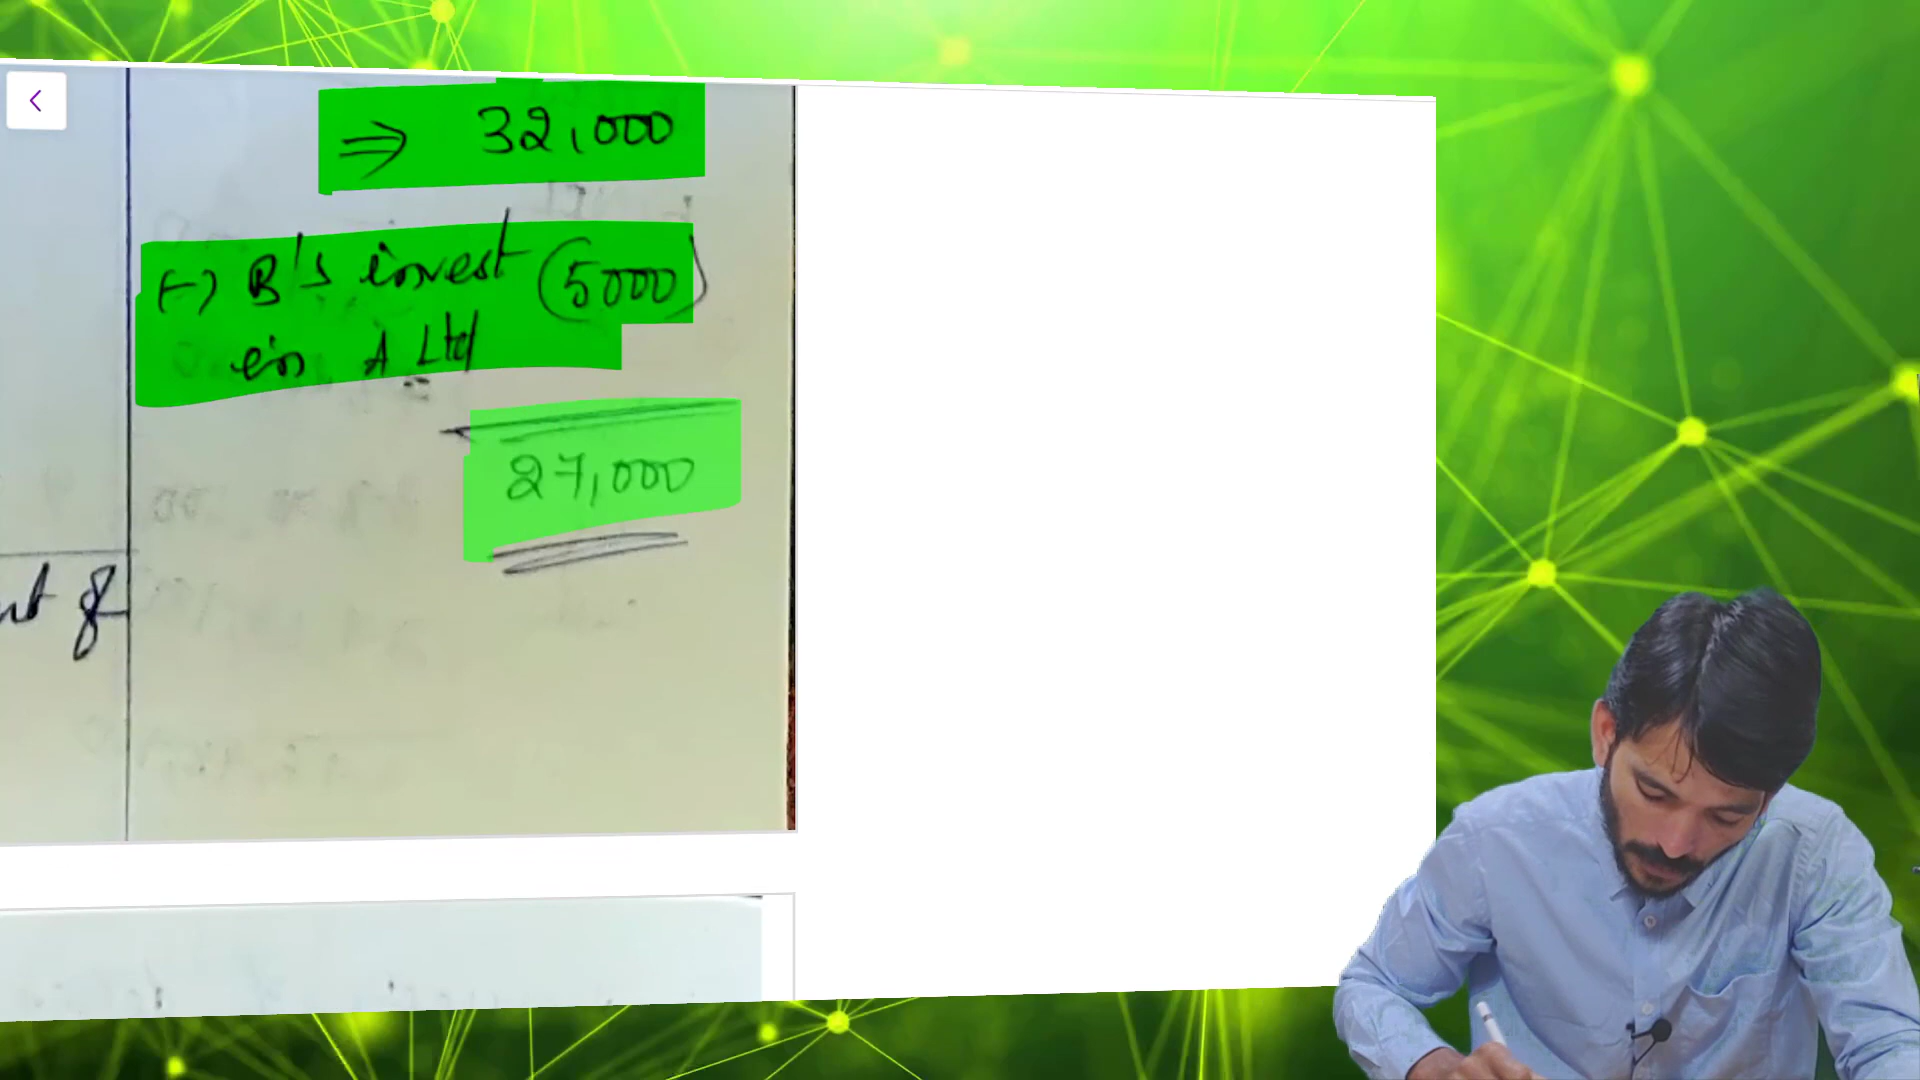 ⇒ 32,000
(-) B's invest (5000)
in A Ltd
27,000